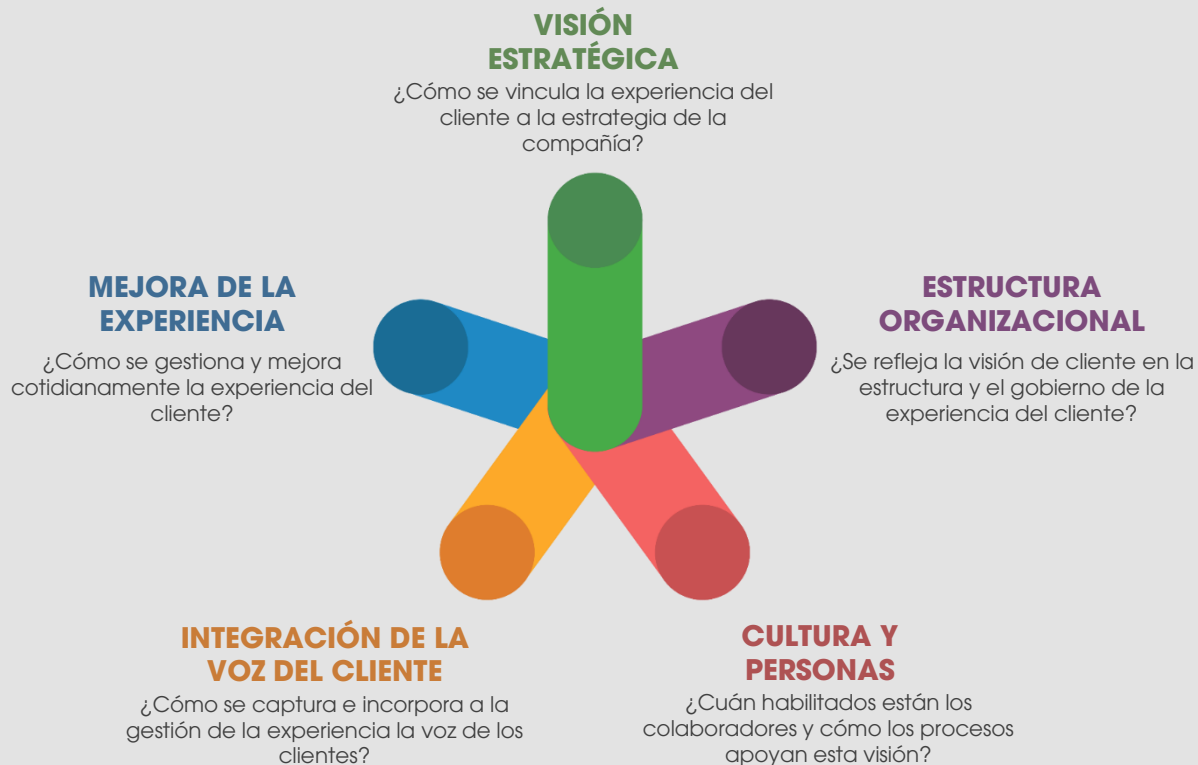 VISIÓN
ESTRATÉGICA
¿Cómo se vincula la experiencia del
cliente a la estrategia de la
compañía?
MEJORA DE LA
EXPERIENCIA
¿Cómo se gestiona y mejora
cotidianamente la experiencia del
cliente?
ESTRUCTURA
ORGANIZACIONAL
¿Se refleja la visión de cliente en la
estructura y el gobierno de la
experiencia del cliente?
INTEGRACIÓN DE LA
VOZ DEL CLIENTE
¿Cómo se captura e incorpora a la
gestión de la experiencia la voz de los
clientes?
CULTURA Y
PERSONAS
¿Cuán habilitados están los
colaboradores y cómo los procesos
apoyan esta visión?